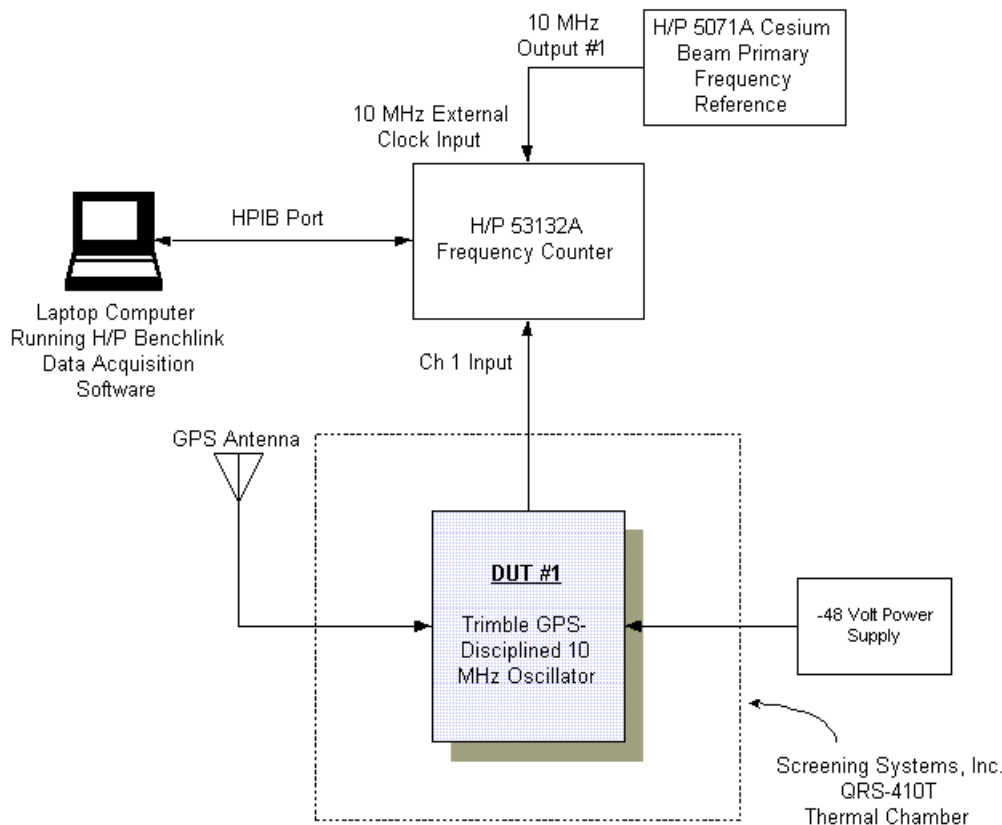 10 MHz
Output #1
H/P 5071A Cesium
Beam Primary
Frequency
Reference
10 MHz External
Clock Input
HPIB Port
H/P 53132A
Frequency Counter
Laptop Computer
Running H/P Benchlink
Data Acquisition
Software
Ch 1 Input
GPS Antenna
DUT #1
Trimble GPS-
Disciplined 10
MHz Oscillator
-48 Volt Power
Supply
Screening Systems, Inc.
QRS-410T
Thermal Chamber